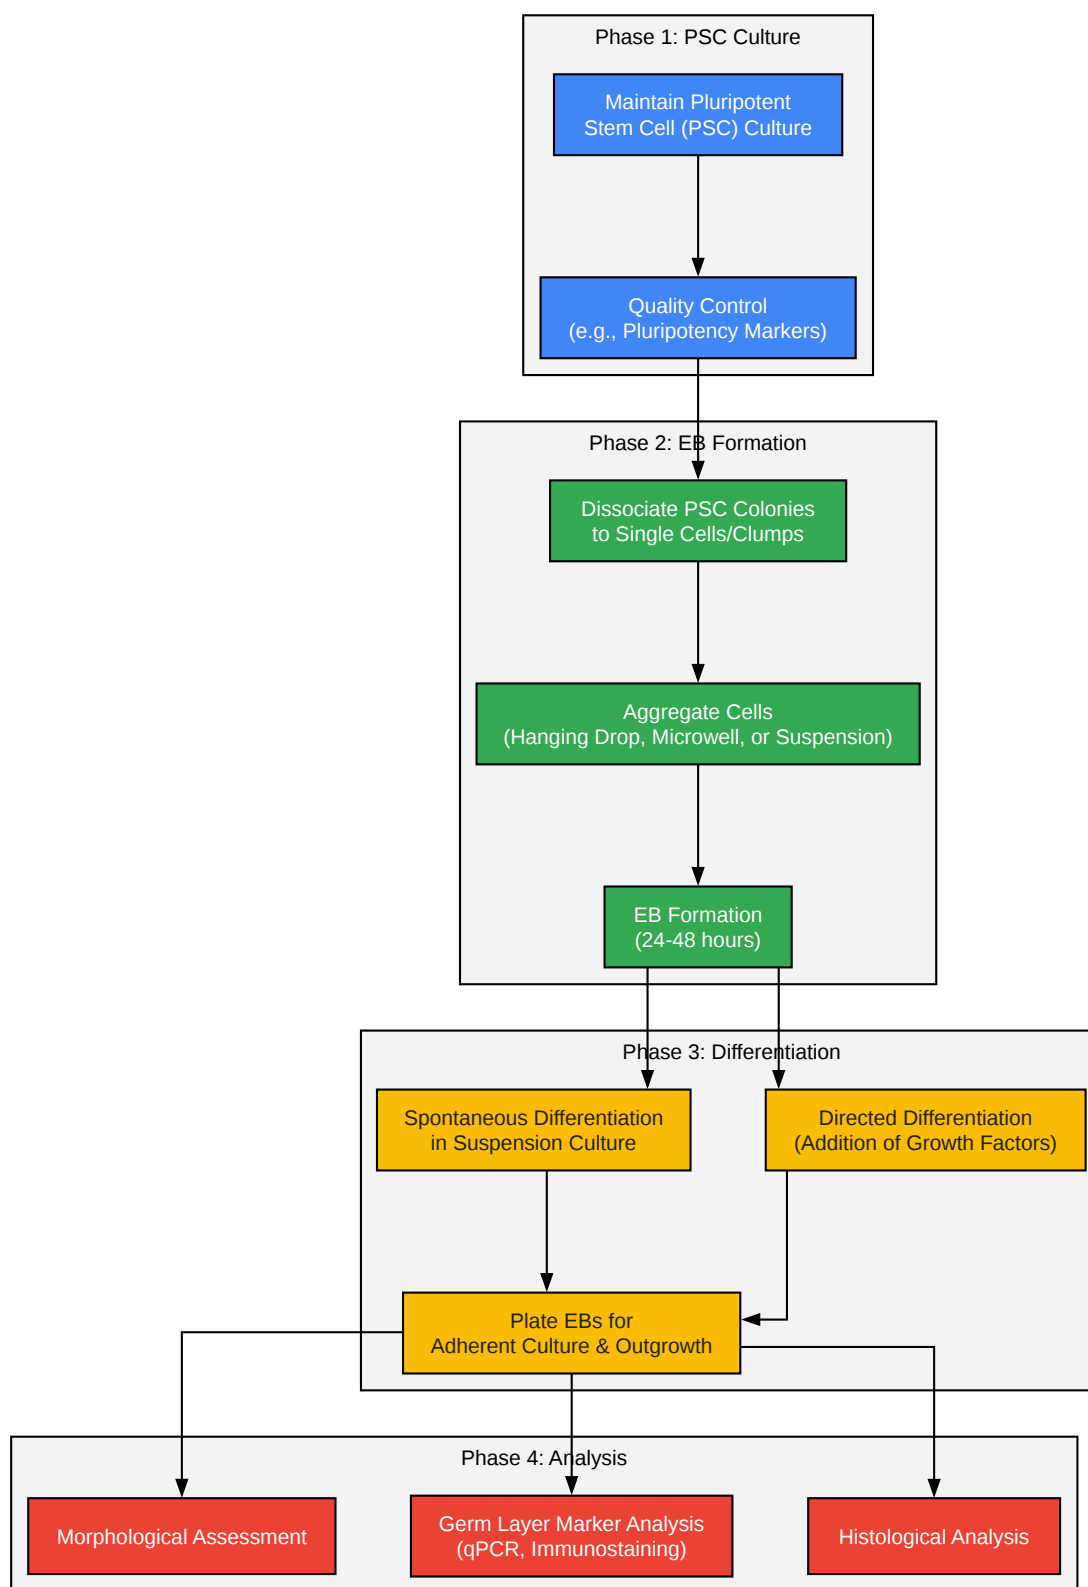 Phase 1: PSC Culture
Maintain Pluripotent
Stem Cell (PSC) Culture
Quality Control
(e.g., Pluripotency Markers)
Phase 2: EB Formation
Dissociate PSC Colonies
to Single Cells/Clumps
Aggregate Cells
(Hanging Drop, Microwell, or Suspension)
EB Formation
(24-48 hours)
Phase 3: Differentiation
Spontaneous Differentiation
in Suspension Culture
Directed Differentiation
(Addition of Growth Factors)
Plate EBs for
Adherent Culture & Outgrowth
Phase 4: Analysis
Morphological Assessment
Germ Layer Marker Analysis
(qPCR, Immunostaining)
Histological Analysis